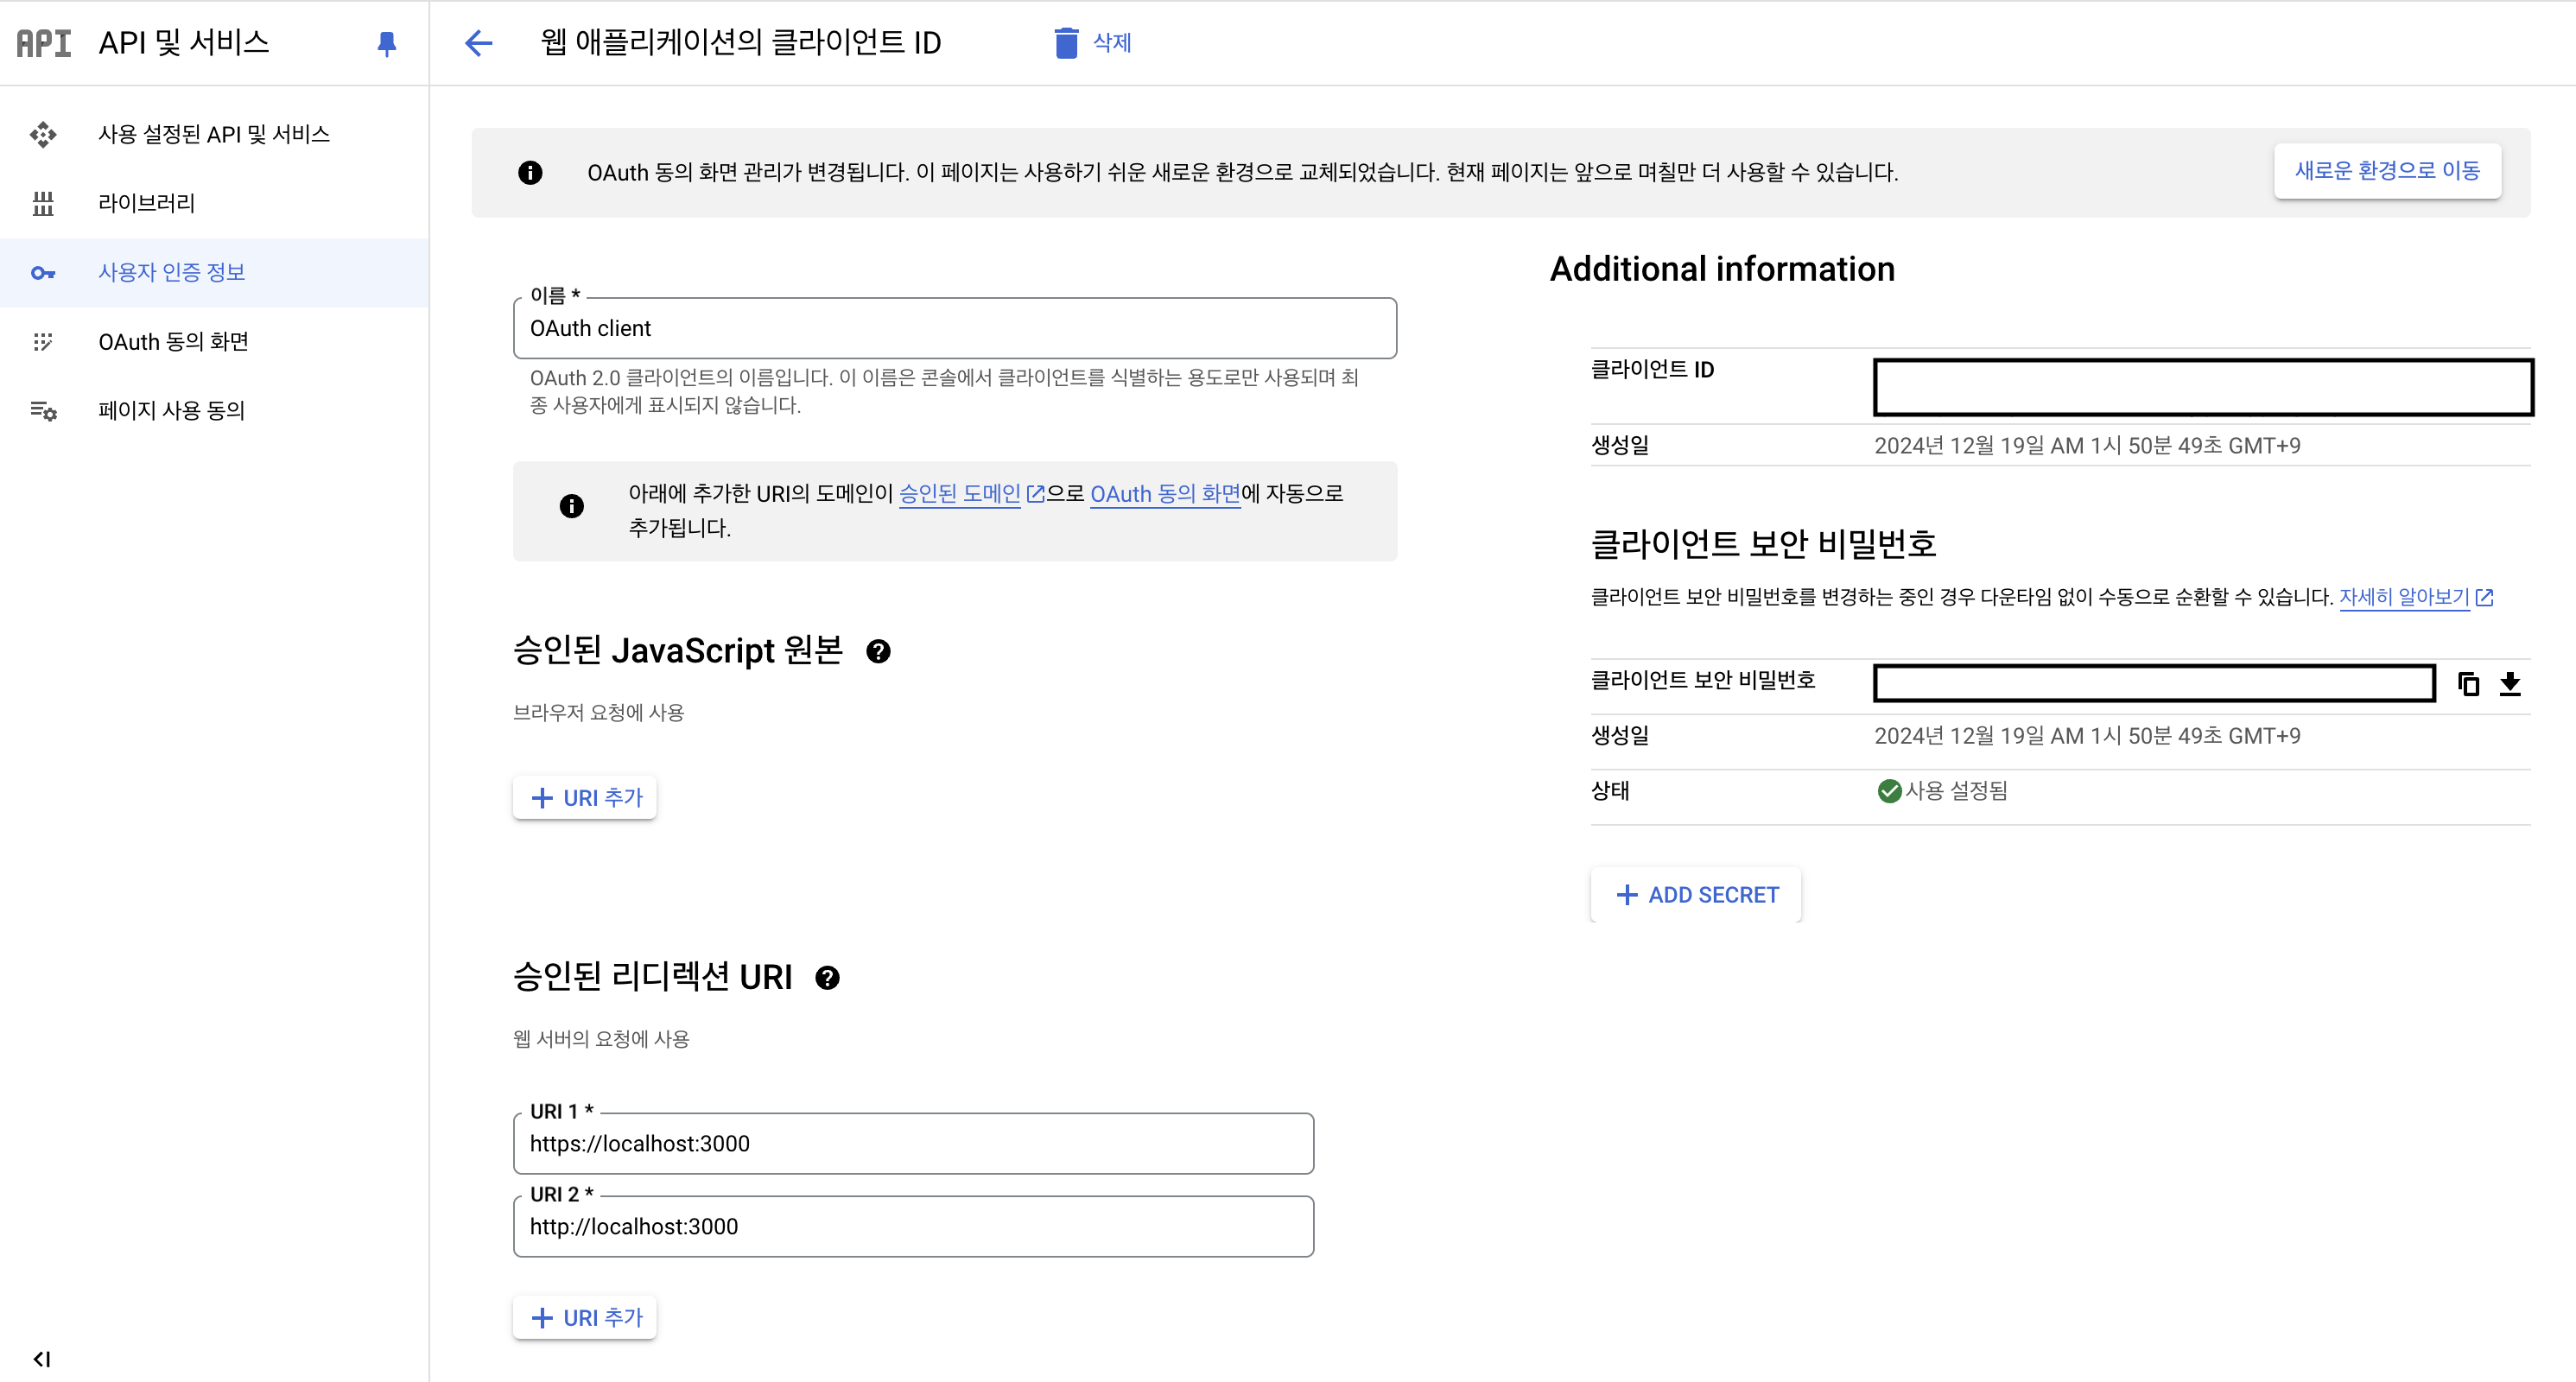 API API 및 서비스
사용 설정된 API 및 서비스
라이브러리
사용자 인증 정보
OAuth 동의 화면
페이지 사용 동의
웹 애플리케이션의 클라이언트 ID
삭제
OAuth 동의 화면 관리가 변경됩니다. 이 페이지는 사용하기 쉬운 새로운 환경으로 교체되었습니다. 현재 페이지는 앞으로 며칠만 더 사용할 수 있습니다.
새로운 환경으로 이동
이름 *
OAuth client
OAuth 2.0 클라이언트의 이름입니다. 이 이름은 콘솔에서 클라이언트를 식별하는 용도로만 사용되며 최
종 사용자에게 표시되지 않습니다.
아래에 추가한 URI의 도메인이 승인된 도메인으로 OAuth 동의 화면에 자동으로
추가됩니다.
승인된 JavaScript 원본
브라우저 요청에 사용
URI 추가
승인된 리디렉션 URI
웹 서버의 요청에 사용
URI 1 *
https://localhost:3000
URI 2 *
http://localhost:3000
URI 추가
Additional information
클라이언트 ID
생성일 2024년 12월 19일 AM 1시 50분 49초 GMT+9
클라이언트 보안 비밀번호
클라이언트 보안 비밀번호를 변경하는 중인 경우 다운타임 없이 수동으로 순환할 수 있습니다. 자세히 알아보기
클라이언트 보안 비밀번호
생성일 2024년 12월 19일 AM 1시 50분 49초 GMT+9
상태 사용 설정됨
ADD SECRET